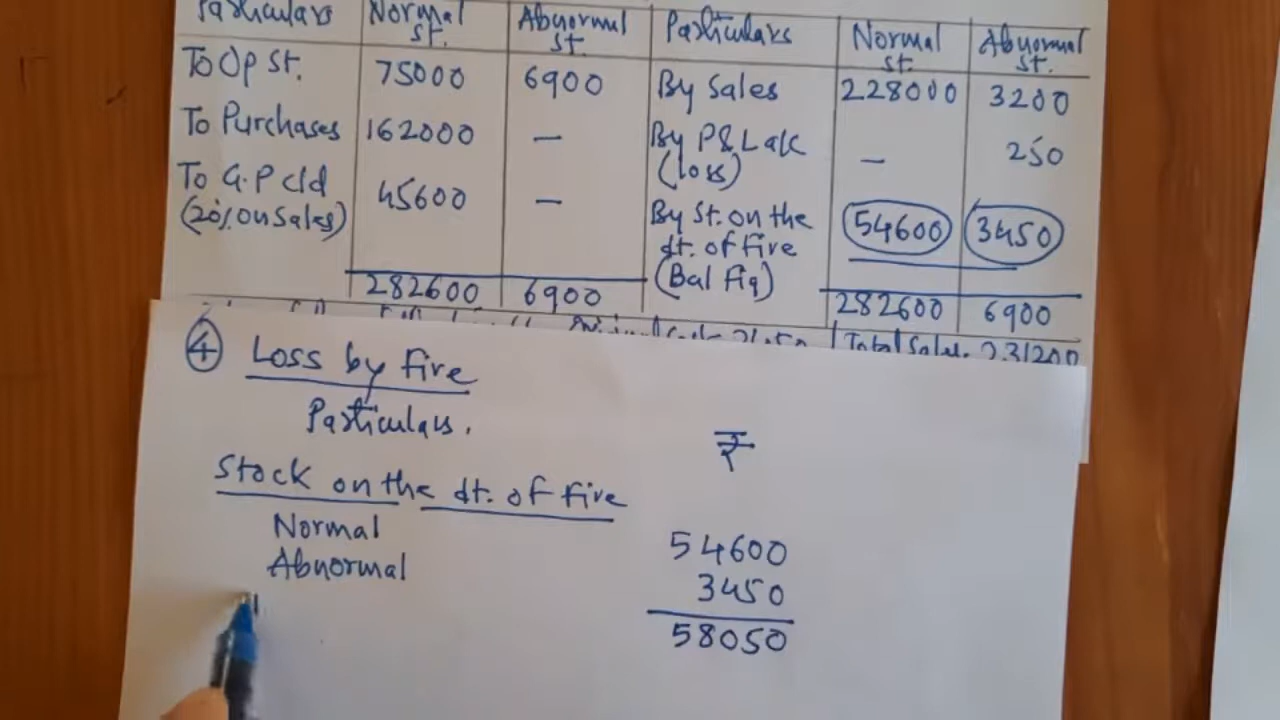 Particulars Normal st. Abnormal st. Particulars Normal st. Abnormal st.
To Op st. 75000 6900 By Sales 228000 3200
To Purchases 162000 — By P&L a/c (loss) — 250
To G.P c/d (20% on Sales) 45600 — By St. on the dt. of fire (Bal Fig) 54600 3450
282600 6900 282600 6900
Total Sales. 231200
4 Loss by fire
Particulars.
₹
Stock on the dt. of fire
Normal 54600
Abnormal 3450
58050